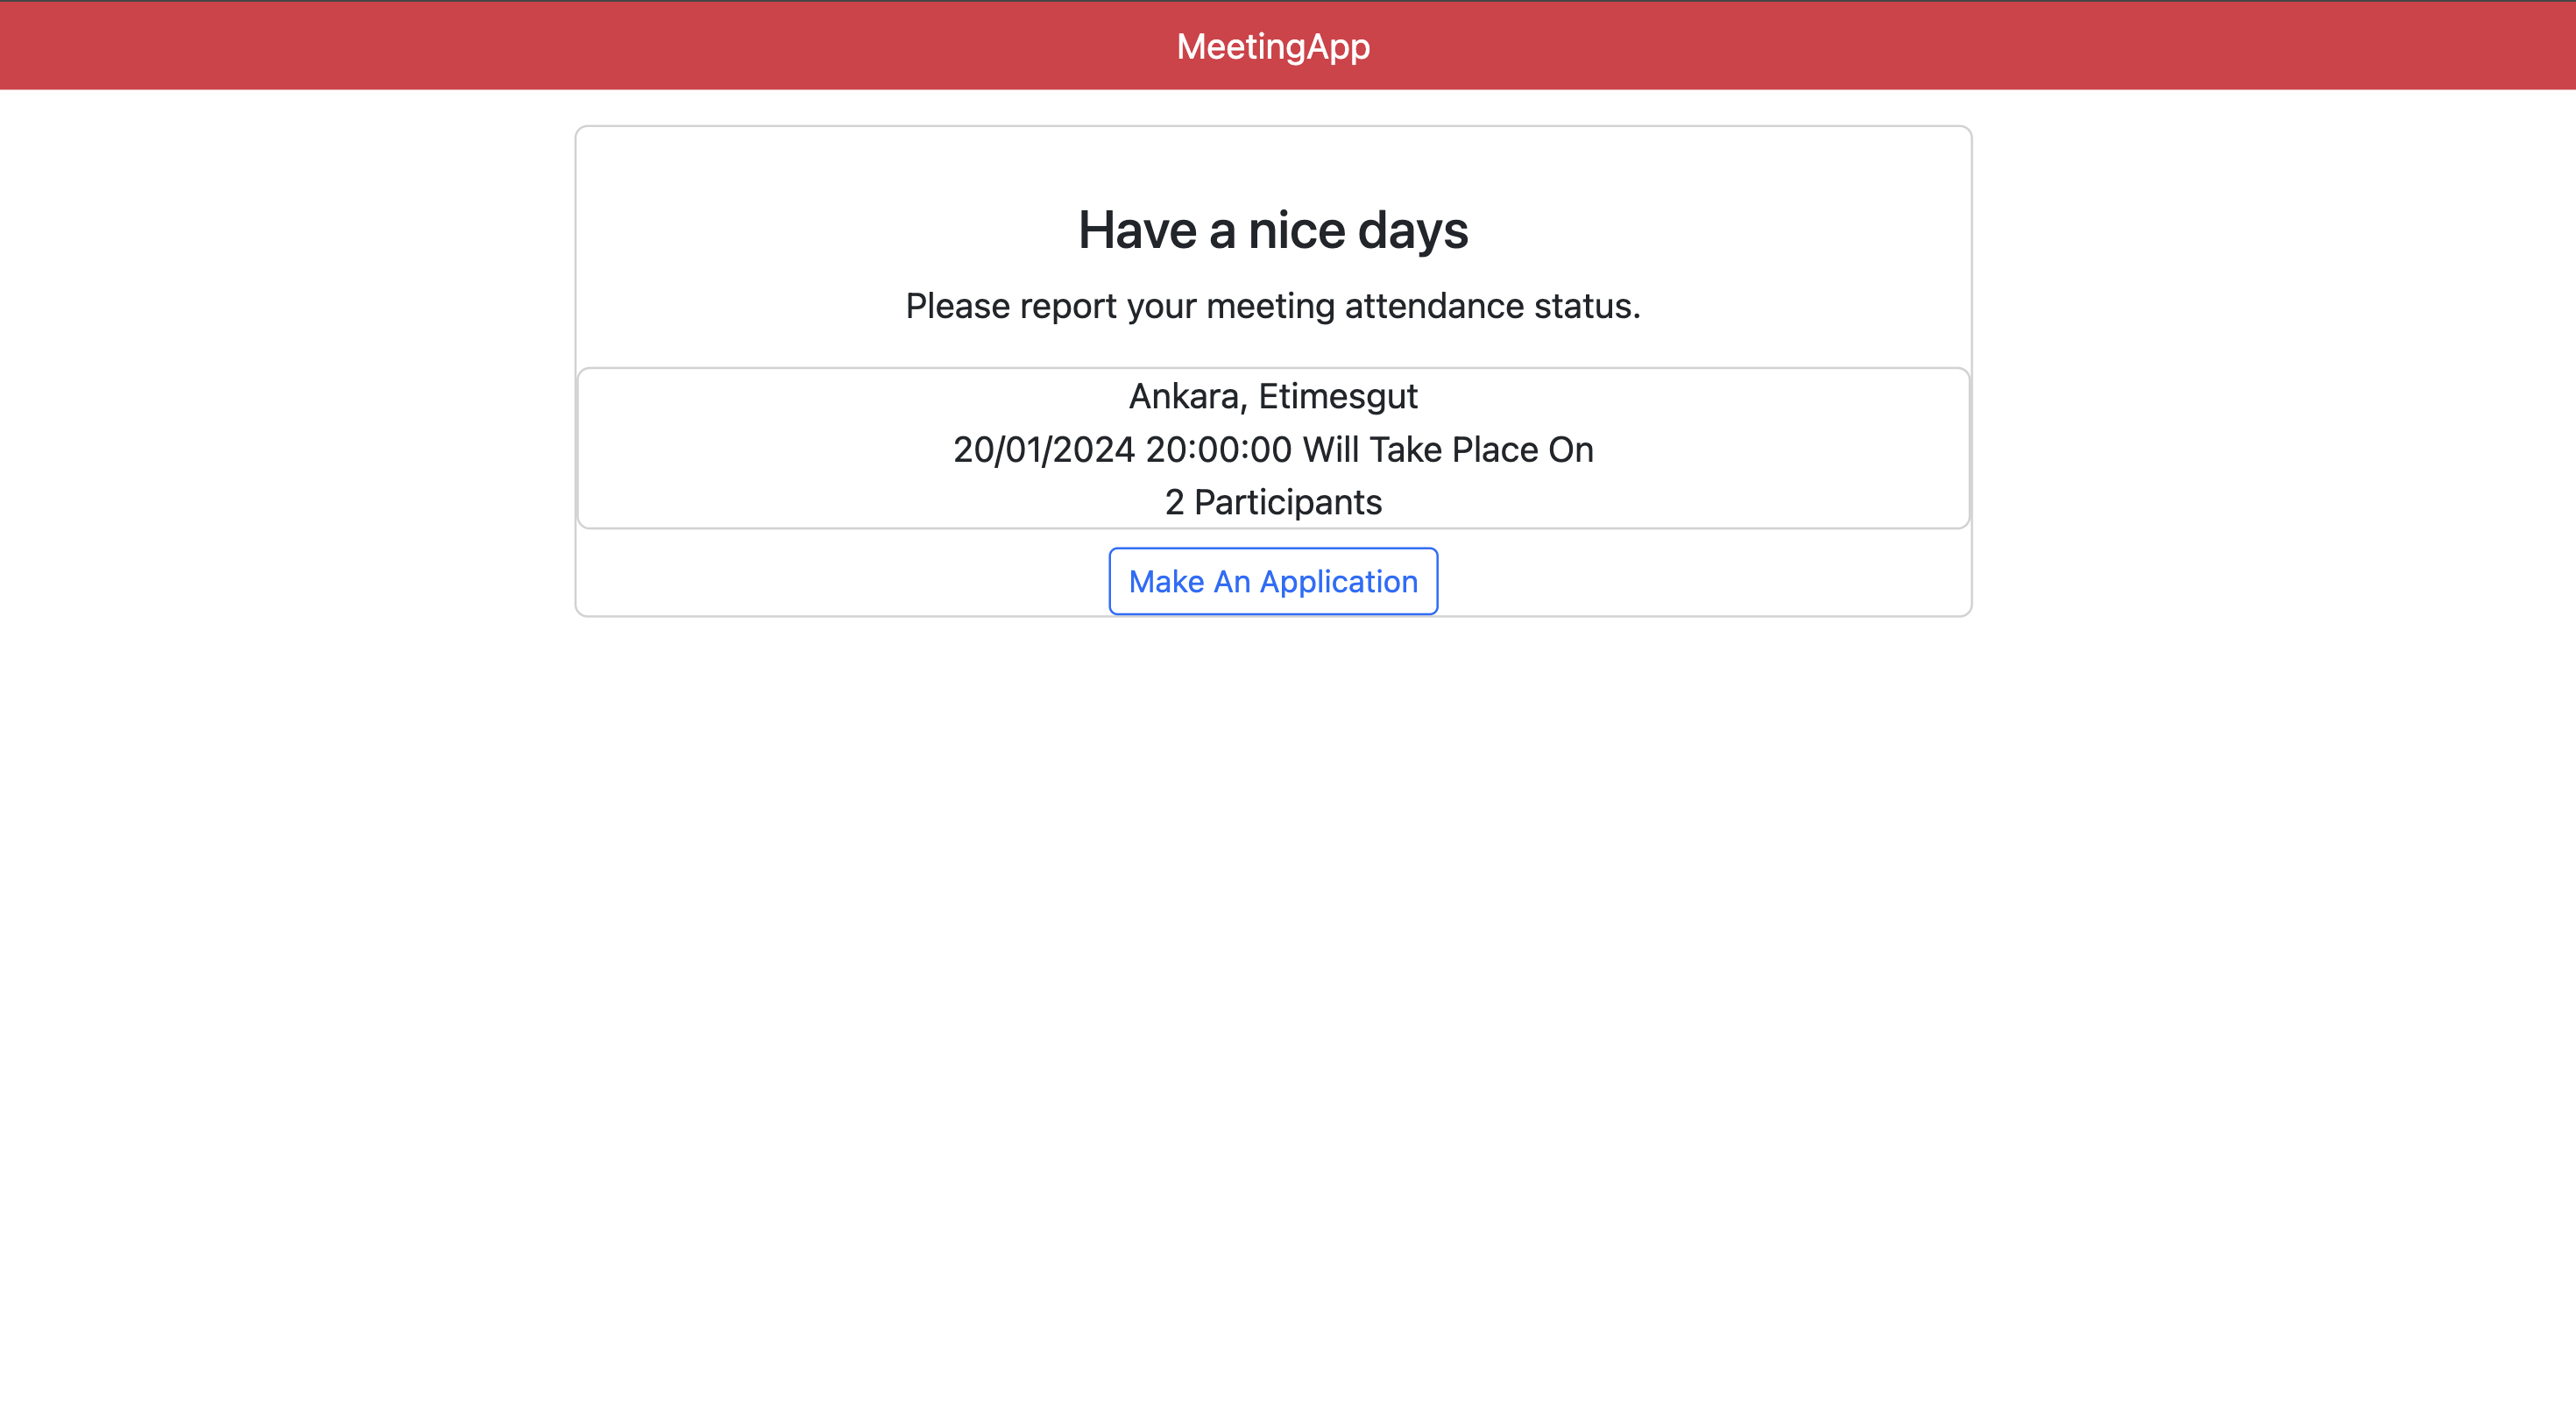 MeetingApp
Have a nice days
Please report your meeting attendance status.
Ankara, Etimesgut
20/01/2024 20:00:00 Will Take Place On
2 Participants
Make An Application